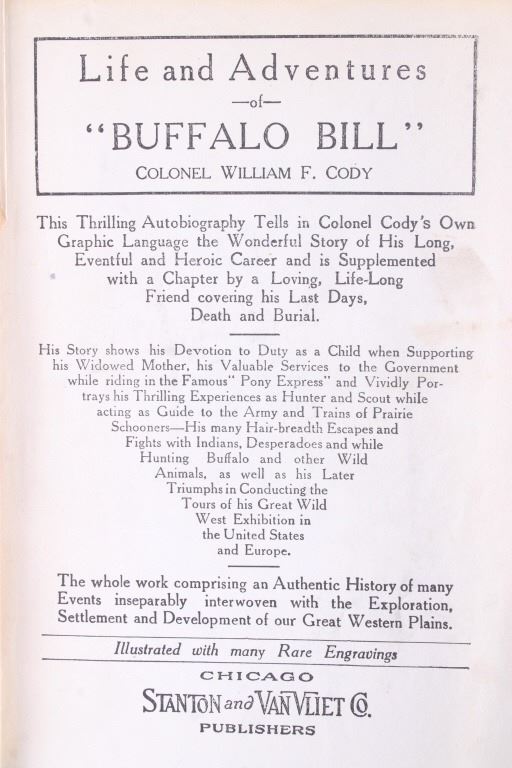 Life and Adventures
—of—
"BUFFALO BILL"
COLONEL WILLIAM F. CODY
This Thrilling Autobiography Tells in Colonel Cody's Own
Graphic Language the Wonderful Story of His Long,
Eventful and Heroic Career and is Supplemented
with a Chapter by a Loving, Life-Long
Friend covering his Last Days,
Death and Burial.
His Story shows his Devotion to Duty as a Child when Supporting
his Widowed Mother, his Valuable Services to the Government
while riding in the Famous" Pony Express" and Vividly Por-
trays his Thrilling Experiences as Hunter and Scout while
acting as Guide to the Army and Trains of Prairie
Schooners—His many Hair-breadth Escapes and
Fights with Indians, Desperadoes and while
Hunting Buffalo and other Wild
Animals, as well as his Later
Triumphs in Conducting the
Tours of his Great Wild
West Exhibition in
the United States
and Europe.
The whole work comprising an Authentic History of many
Events inseparably interwoven with the Exploration,
Settlement and Development of our Great Western Plains.
Illustrated with many Rare Engravings
CHICAGO
STANTON and VAN VLIET CO.
PUBLISHERS